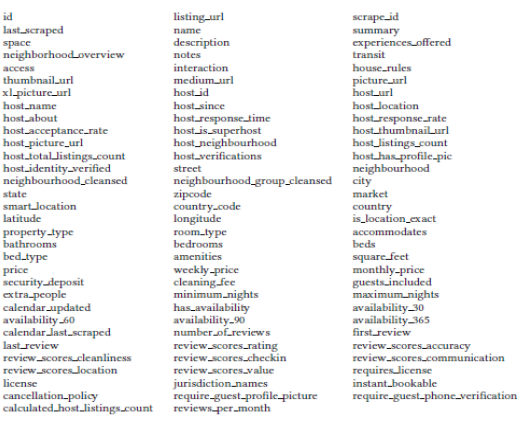 id listing_url scrape_id
last_scraped name summary
space description experiences_offered
neighborhood_overview notes transit
access interaction house_rules
thumbnail_url medium_url picture_url
xl_picture_url host_id host_url
host_name host_since host_location
host_about host_response_time host_response_rate
host_acceptance_rate host_is_superhost host_thumbnail_url
host_picture_url host_neighbourhood host_listings_count
host_total_listings_count host_verifications host_has_profile_pic
host_identity_verified street neighbourhood
neighbourhood_cleansed neighbourhood_group_cleansed city
state zipcode market
smart_location country_code country
latitude longitude is_location_exact
property_type room_type accommodates
bathrooms bedrooms beds
bed_type amenities square_feet
price weekly_price monthly_price
security_deposit cleaning_fee guests_included
extra_people minimum_nights maximum_nights
calendar_updated has_availability availability_30
availability_60 availability_90 availability_365
calendar_last_scraped number_of_reviews first_review
last_review review_scores_rating review_scores_accuracy
review_scores_cleanliness review_scores_checkin review_scores_communication
review_scores_location review_scores_value requires_license
license jurisdiction_names instant_bookable
cancellation_policy require_guest_profile_picture require_guest_phone_verification
calculated_host_listings_count reviews_per_month